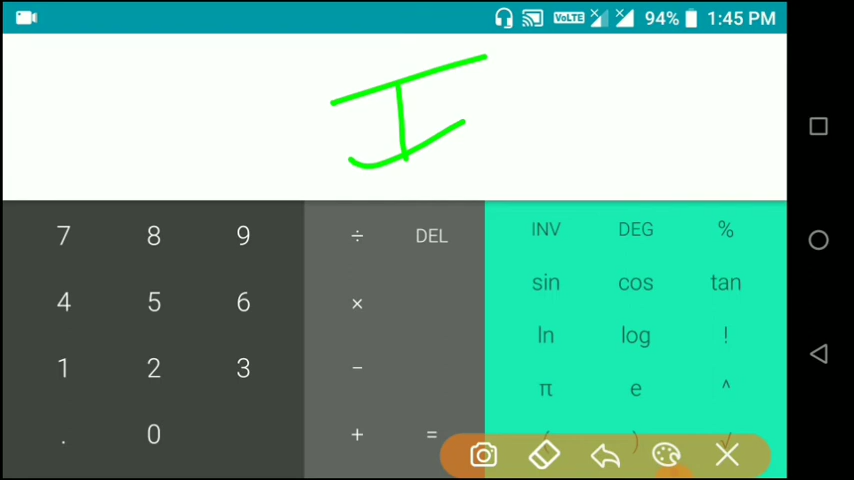 VoLTE 94% 1:45 PM
I
7 8 9 ÷ DEL INV DEG %
4 5 6 × sin cos tan
1 2 3 − ln log !
π e ^
. 0 + = ( ) √